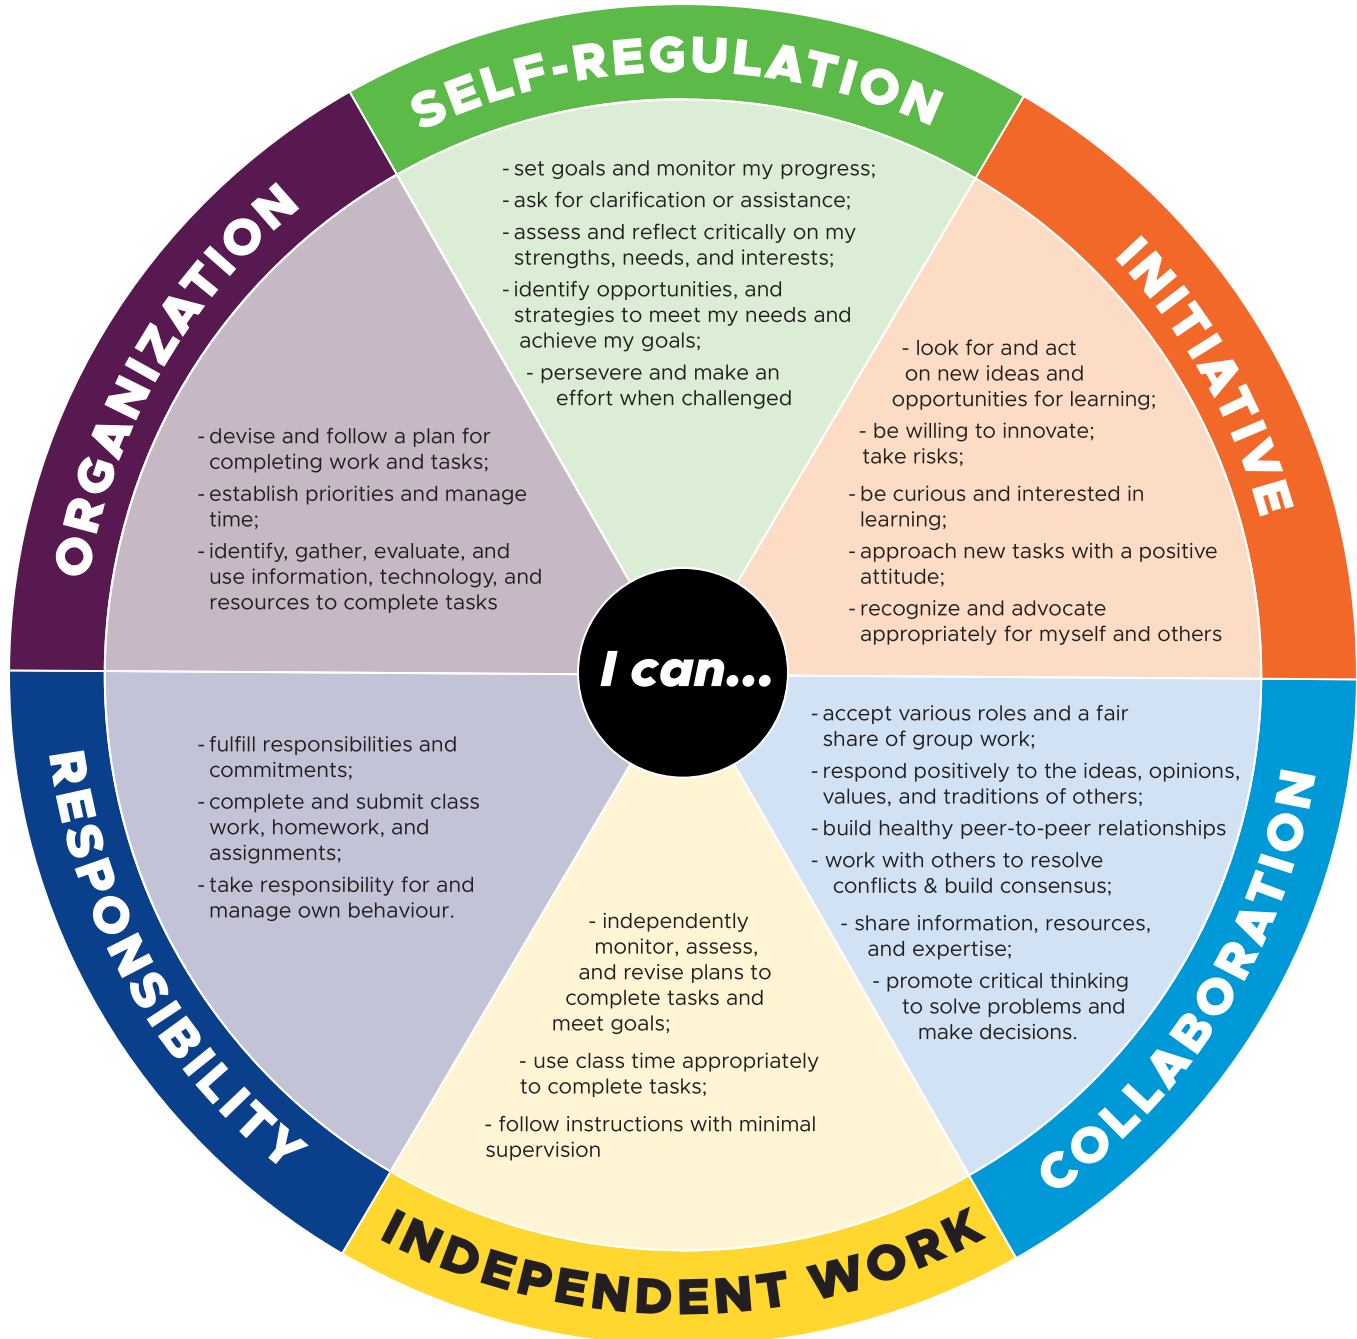 SELF-REGULATION
- set goals and monitor my progress;
- ask for clarification or assistance;
- assess and reflect critically on my
strengths, needs, and interests;
- identify opportunities, and
strategies to meet my needs and
achieve my goals;
- persevere and make an
effort when challenged
INITIATIVE
- look for and act
on new ideas and
opportunities for learning;
- be willing to innovate;
take risks;
- be curious and interested in
learning;
- approach new tasks with a positive
attitude;
- recognize and advocate
appropriately for myself and others
COLLABORATION
- accept various roles and a fair
share of group work;
- respond positively to the ideas, opinions,
values, and traditions of others;
- build healthy peer-to-peer relationships
- work with others to resolve
conflicts & build consensus;
- share information, resources,
and expertise;
- promote critical thinking
to solve problems and
make decisions.
INDEPENDENT WORK
- independently
monitor, assess,
and revise plans to
complete tasks and
meet goals;
- use class time appropriately
to complete tasks;
- follow instructions with minimal
supervision
RESPONSIBILITY
- fulfill responsibilities and
commitments;
- complete and submit class
work, homework, and
assignments;
- take responsibility for and
manage own behaviour.
ORGANIZATION
- devise and follow a plan for
completing work and tasks;
- establish priorities and manage
time;
- identify, gather, evaluate, and
use information, technology, and
resources to complete tasks
I can...